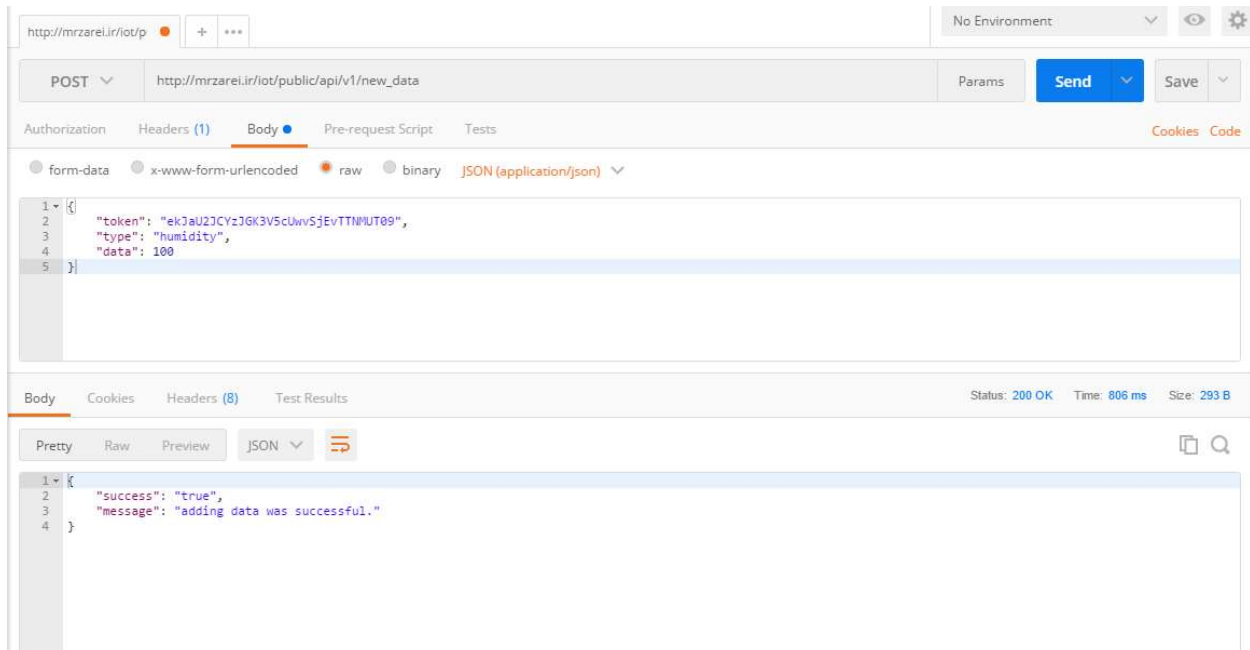 http://mrzarei.ir/iot/p + •••
No Environment
POST http://mrzarei.ir/iot/public/api/v1/new_data Params Send Save
Authorization Headers (1) Body Pre-request Script Tests Cookies Code
form-data x-www-form-urlencoded raw binary JSON (application/json)
1 {
2 "token": "ekJaU2JCYzJGK3V5cUwvSjEvTTNMUT09",
3 "type": "humidity",
4 "data": 100
5 }
Body Cookies Headers (8) Test Results Status: 200 OK Time: 806 ms Size: 293 B
Pretty Raw Preview JSON
1 {
2 "success": "true",
3 "message": "adding data was successful."
4 }